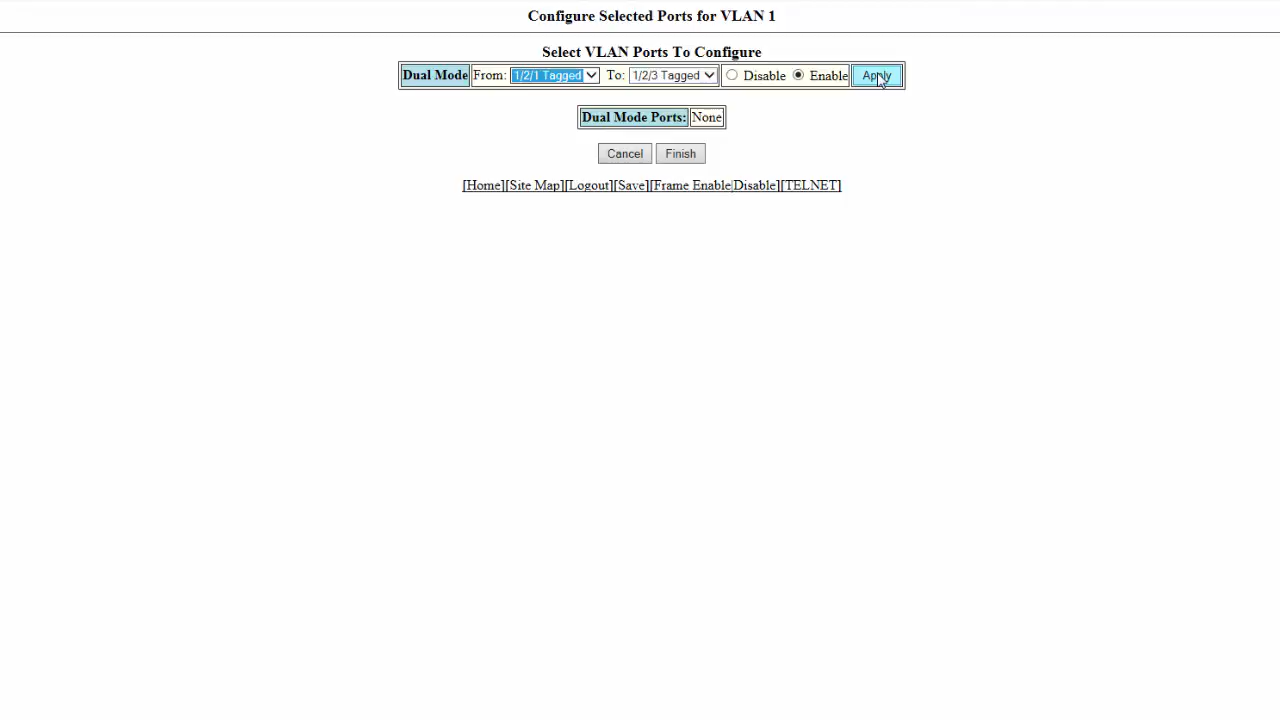 Configure Selected Ports for VLAN 1
Select VLAN Ports To Configure
Dual Mode From: 1/2/1 Tagged To: 1/2/3 Tagged Disable Enable Apply
Dual Mode Ports: None
Cancel Finish
[Home][Site Map][Logout][Save][Frame Enable|Disable][TELNET]